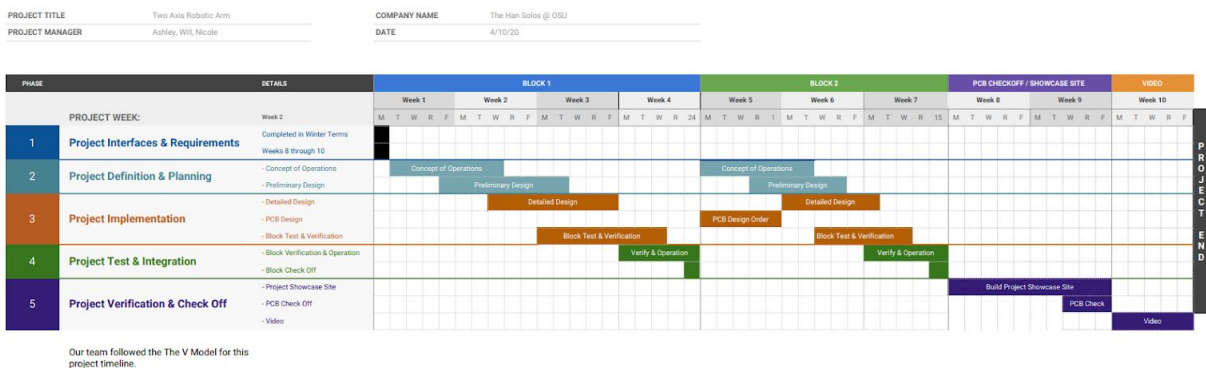 PROJECT TITLE Two Axis Robotic Arm COMPANY NAME The Han Solos @ OSU
PROJECT MANAGER Ashley, Will, Nicole DATE 4/10/20
PHASE DETAILS BLOCK 1 BLOCK 2 PCB CHECKOFF / SHOWCASE SITE VIDEO
Week 1 Week 2 Week 3 Week 4 Week 5 Week 6 Week 7 Week 8 Week 9 Week 10
PROJECT WEEK: Week 2 M T W R F M T W R F M T W R F M T W R 24 M T W R 1 M T W R F M T W R 15 M T W R F M T W R F M T W R F
1 Project Interfaces & Requirements
Completed in Winter Terms
Weeks 8 through 10
2 Project Definition & Planning
- Concept of Operations Concept of Operations Concept of Operations
- Preliminary Design Preliminary Design Preliminary Design
3 Project Implementation
- Detailed Design Detailed Design Detailed Design
- PCB Design PCB Design Order
- Block Test & Verification Block Test & Verification Block Test & Verification
4 Project Test & Integration
- Block Verification & Operation Verify & Operation Verify & Operation
- Block Check Off
5 Project Verification & Check Off
- Project Showcase Site Build Project Showcase Site
- PCB Check Off PCB Check
- Video Video
PROJECT END
Our team followed the The V Model for this
project timeline.